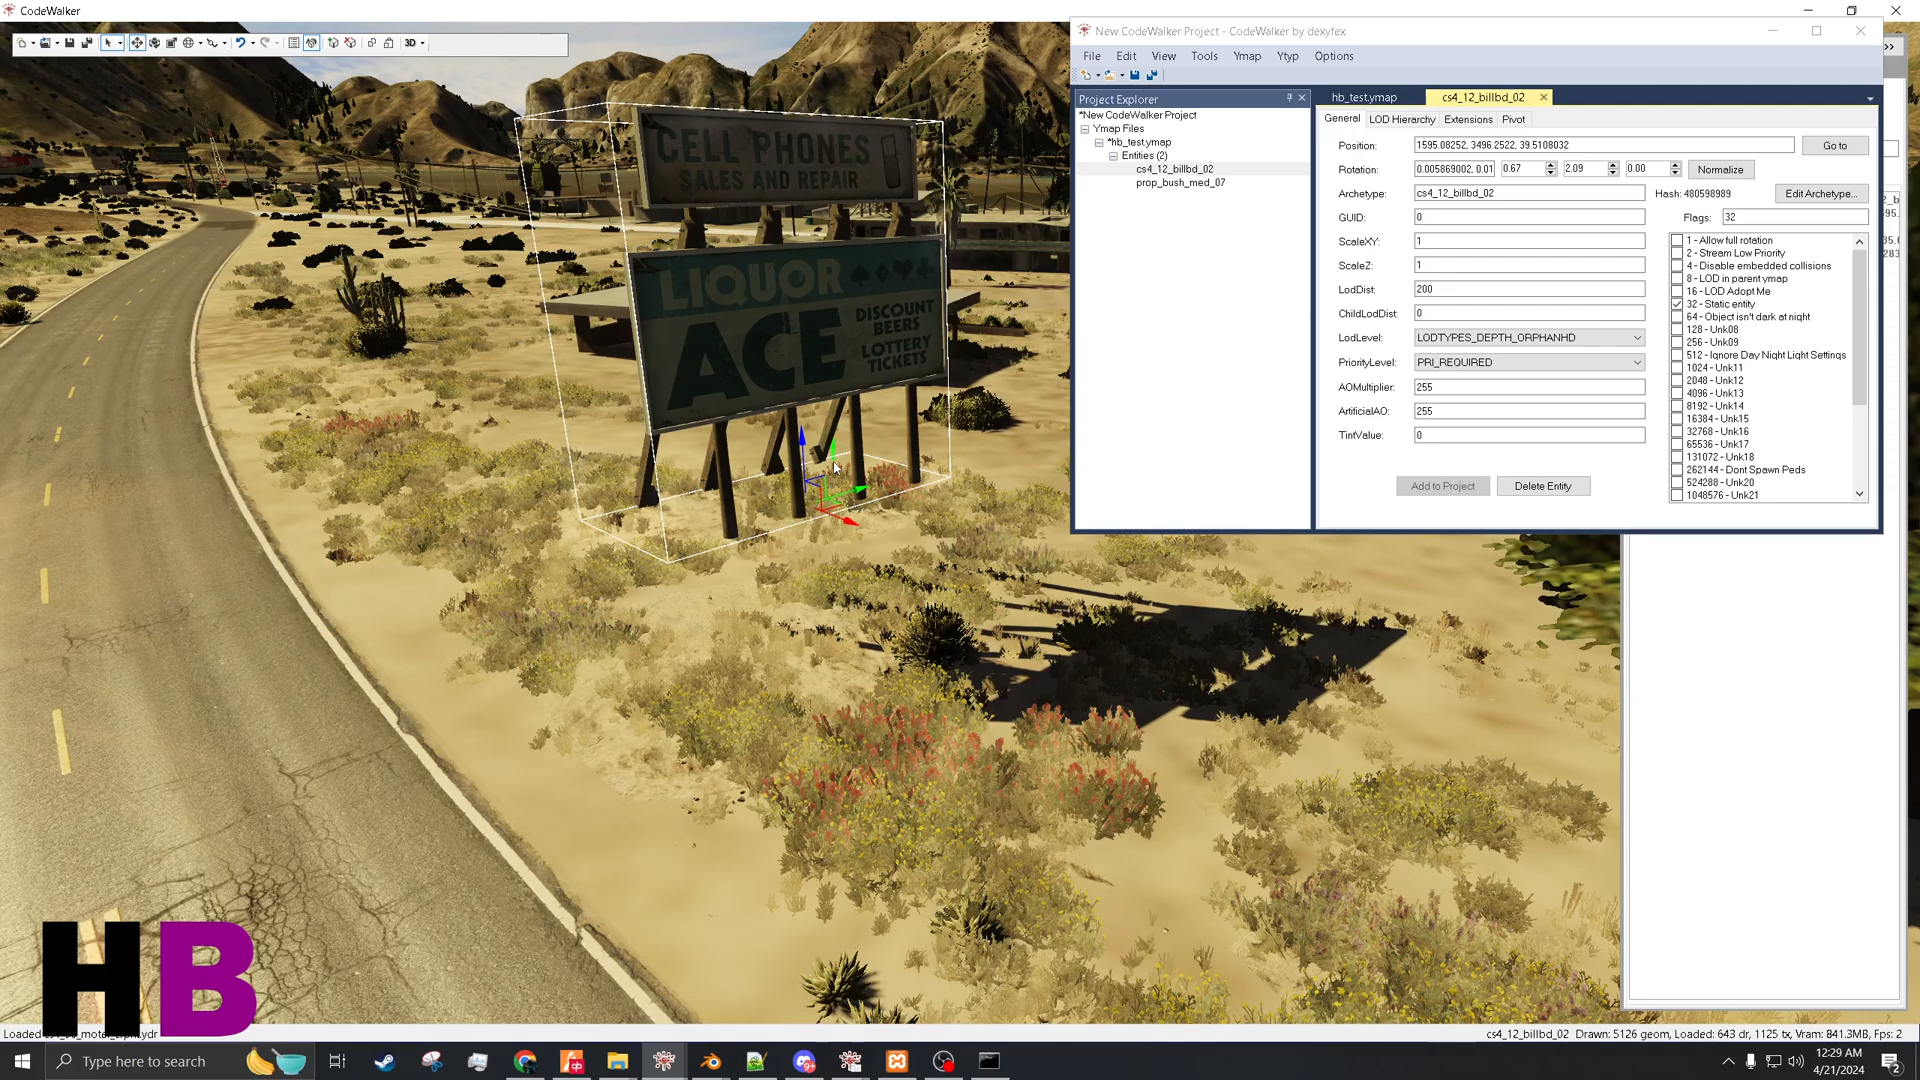 CodeWalker
3D
New CodeWalker Project - CodeWalker by dexyfex
File Edit View Tools Ymap Ytyp Options
Project Explorer
*New CodeWalker Project
Ymap Files
*hb_test.ymap
Entities (2)
cs4_12_billbd_02
prop_bush_med_07
hb_test.ymap cs4_12_billbd_02
General LOD Hierarchy Extensions Pivot
Position: 1595.08252, 3496.2522, 39.5108032 Go to
Rotation: 0.005869002, 0.01 0.67 2.09 0.00 Normalize
Archetype: cs4_12_billbd_02 Hash: 480598989 Edit Archetype...
GUID: 0 Flags: 32
ScaleXY: 1
ScaleZ: 1
LodDist: 200
ChildLodDist: 0
LodLevel: LODTYPES_DEPTH_ORPHANHD
PriorityLevel: PRI_REQUIRED
AOMultiplier: 255
ArtificialAO: 255
TintValue: 0
Add to Project Delete Entity
1 - Allow full rotation
2 - Stream Low Priority
4 - Disable embedded collisions
8 - LOD in parent ymap
16 - LOD Adopt Me
32 - Static entity
64 - Object isn't dark at night
128 - Unk08
256 - Unk09
512 - Ignore Day Night Light Settings
1024 - Unk11
2048 - Unk12
4096 - Unk13
8192 - Unk14
16384 - Unk15
32768 - Unk16
65536 - Unk17
131072 - Unk18
262144 - Dont Spawn Peds
524288 - Unk20
1048576 - Unk21
CELL PHONES
SALES AND REPAIR
LIQUOR
ACE
DISCOUNT
BEERS
LOTTERY
TICKETS
HB
cs4_12_billbd_02 Drawn: 5126 geom, Loaded: 643 dr, 1125 tx, Vram: 841.3MB, Fps: 2
Type here to search
12:29 AM
4/21/2024
2